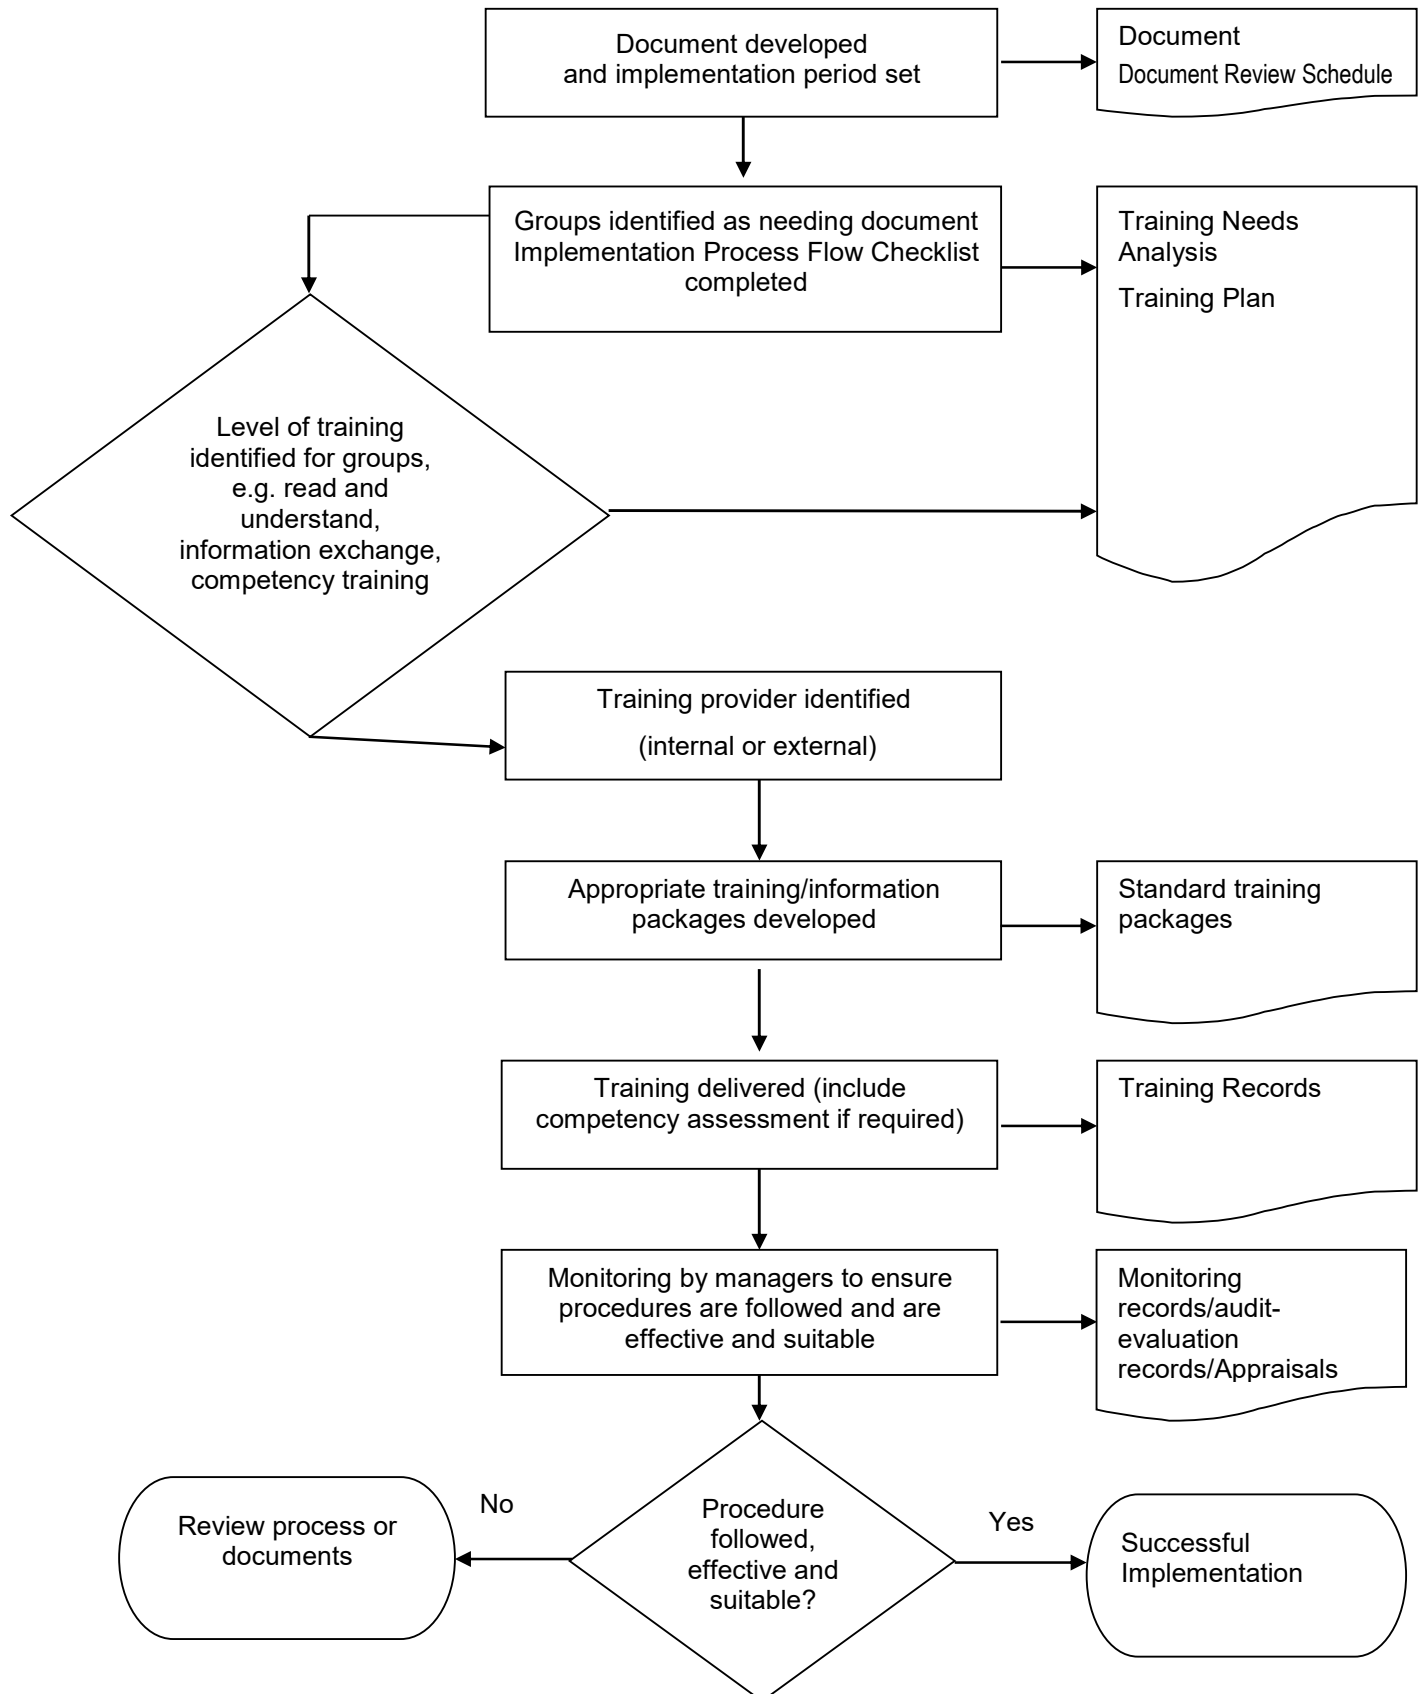 Document developed
and implementation period set
Document
Document Review Schedule
Groups identified as needing document
Implementation Process Flow Checklist
completed
Training Needs
Analysis
Training Plan
Level of training
identified for groups,
e.g. read and
understand,
information exchange,
competency training
Training provider identified
(internal or external)
Appropriate training/information
packages developed
Standard training
packages
Training delivered (include
competency assessment if required)
Training Records
Monitoring by managers to ensure
procedures are followed and are
effective and suitable
Monitoring
records/audit-
evaluation
records/Appraisals
Review process or
documents
No
Procedure
followed,
effective and
suitable?
Yes
Successful
Implementation